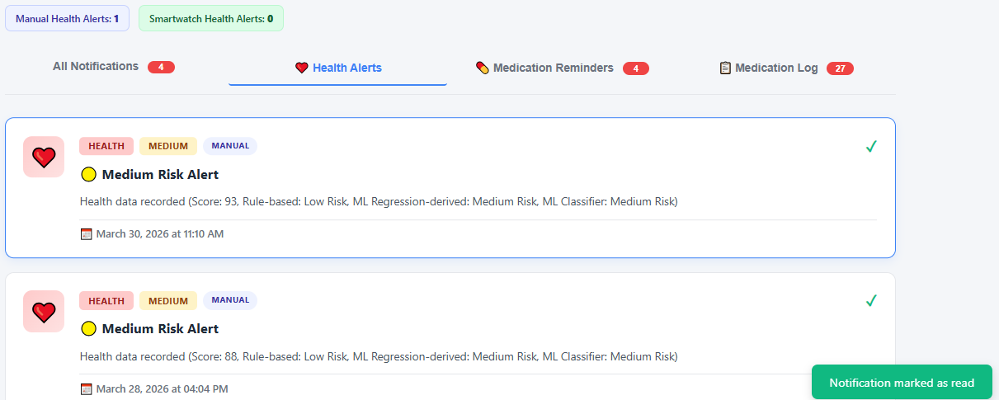 Manual Health Alerts: 1 Smartwatch Health Alerts: 0
All Notifications 4 Health Alerts Medication Reminders 4 Medication Log 27
HEALTH MEDIUM MANUAL
Medium Risk Alert
Health data recorded (Score: 93, Rule-based: Low Risk, ML Regression-derived: Medium Risk, ML Classifier: Medium Risk)
March 30, 2026 at 11:10 AM
HEALTH MEDIUM MANUAL
Medium Risk Alert
Health data recorded (Score: 88, Rule-based: Low Risk, ML Regression-derived: Medium Risk, ML Classifier: Medium Risk)
March 28, 2026 at 04:04 PM
Notification marked as read